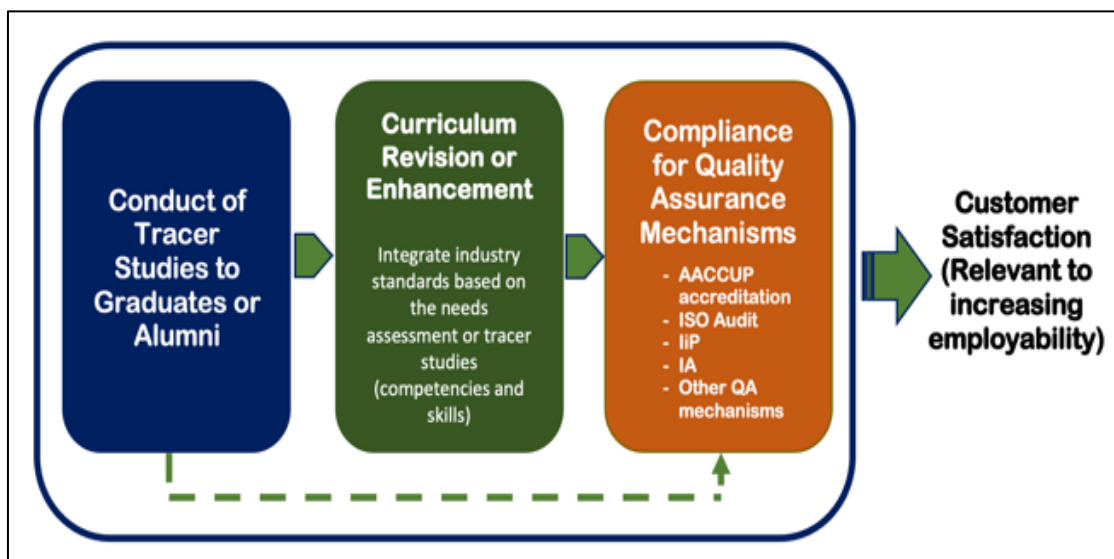 Conduct of
Tracer
Studies to
Graduates or
Alumni
Curriculum
Revision or
Enhancement
Integrate industry
standards based on
the needs
assessment or tracer
studies
(competencies and
skills)
Compliance
for Quality
Assurance
Mechanisms
- AACCUP
accreditation
- ISO Audit
- IiP
- IA
- Other QA
mechanisms
Customer
Satisfaction
(Relevant to
increasing
employability)